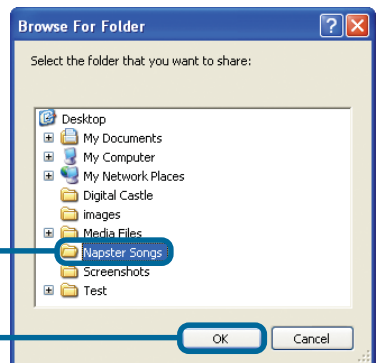 Browse For Folder
Select the folder that you want to share:
Desktop
My Documents
My Computer
My Network Places
Digital Castle
images
Media Files
Napster Songs
Screenshots
Test
OK Cancel